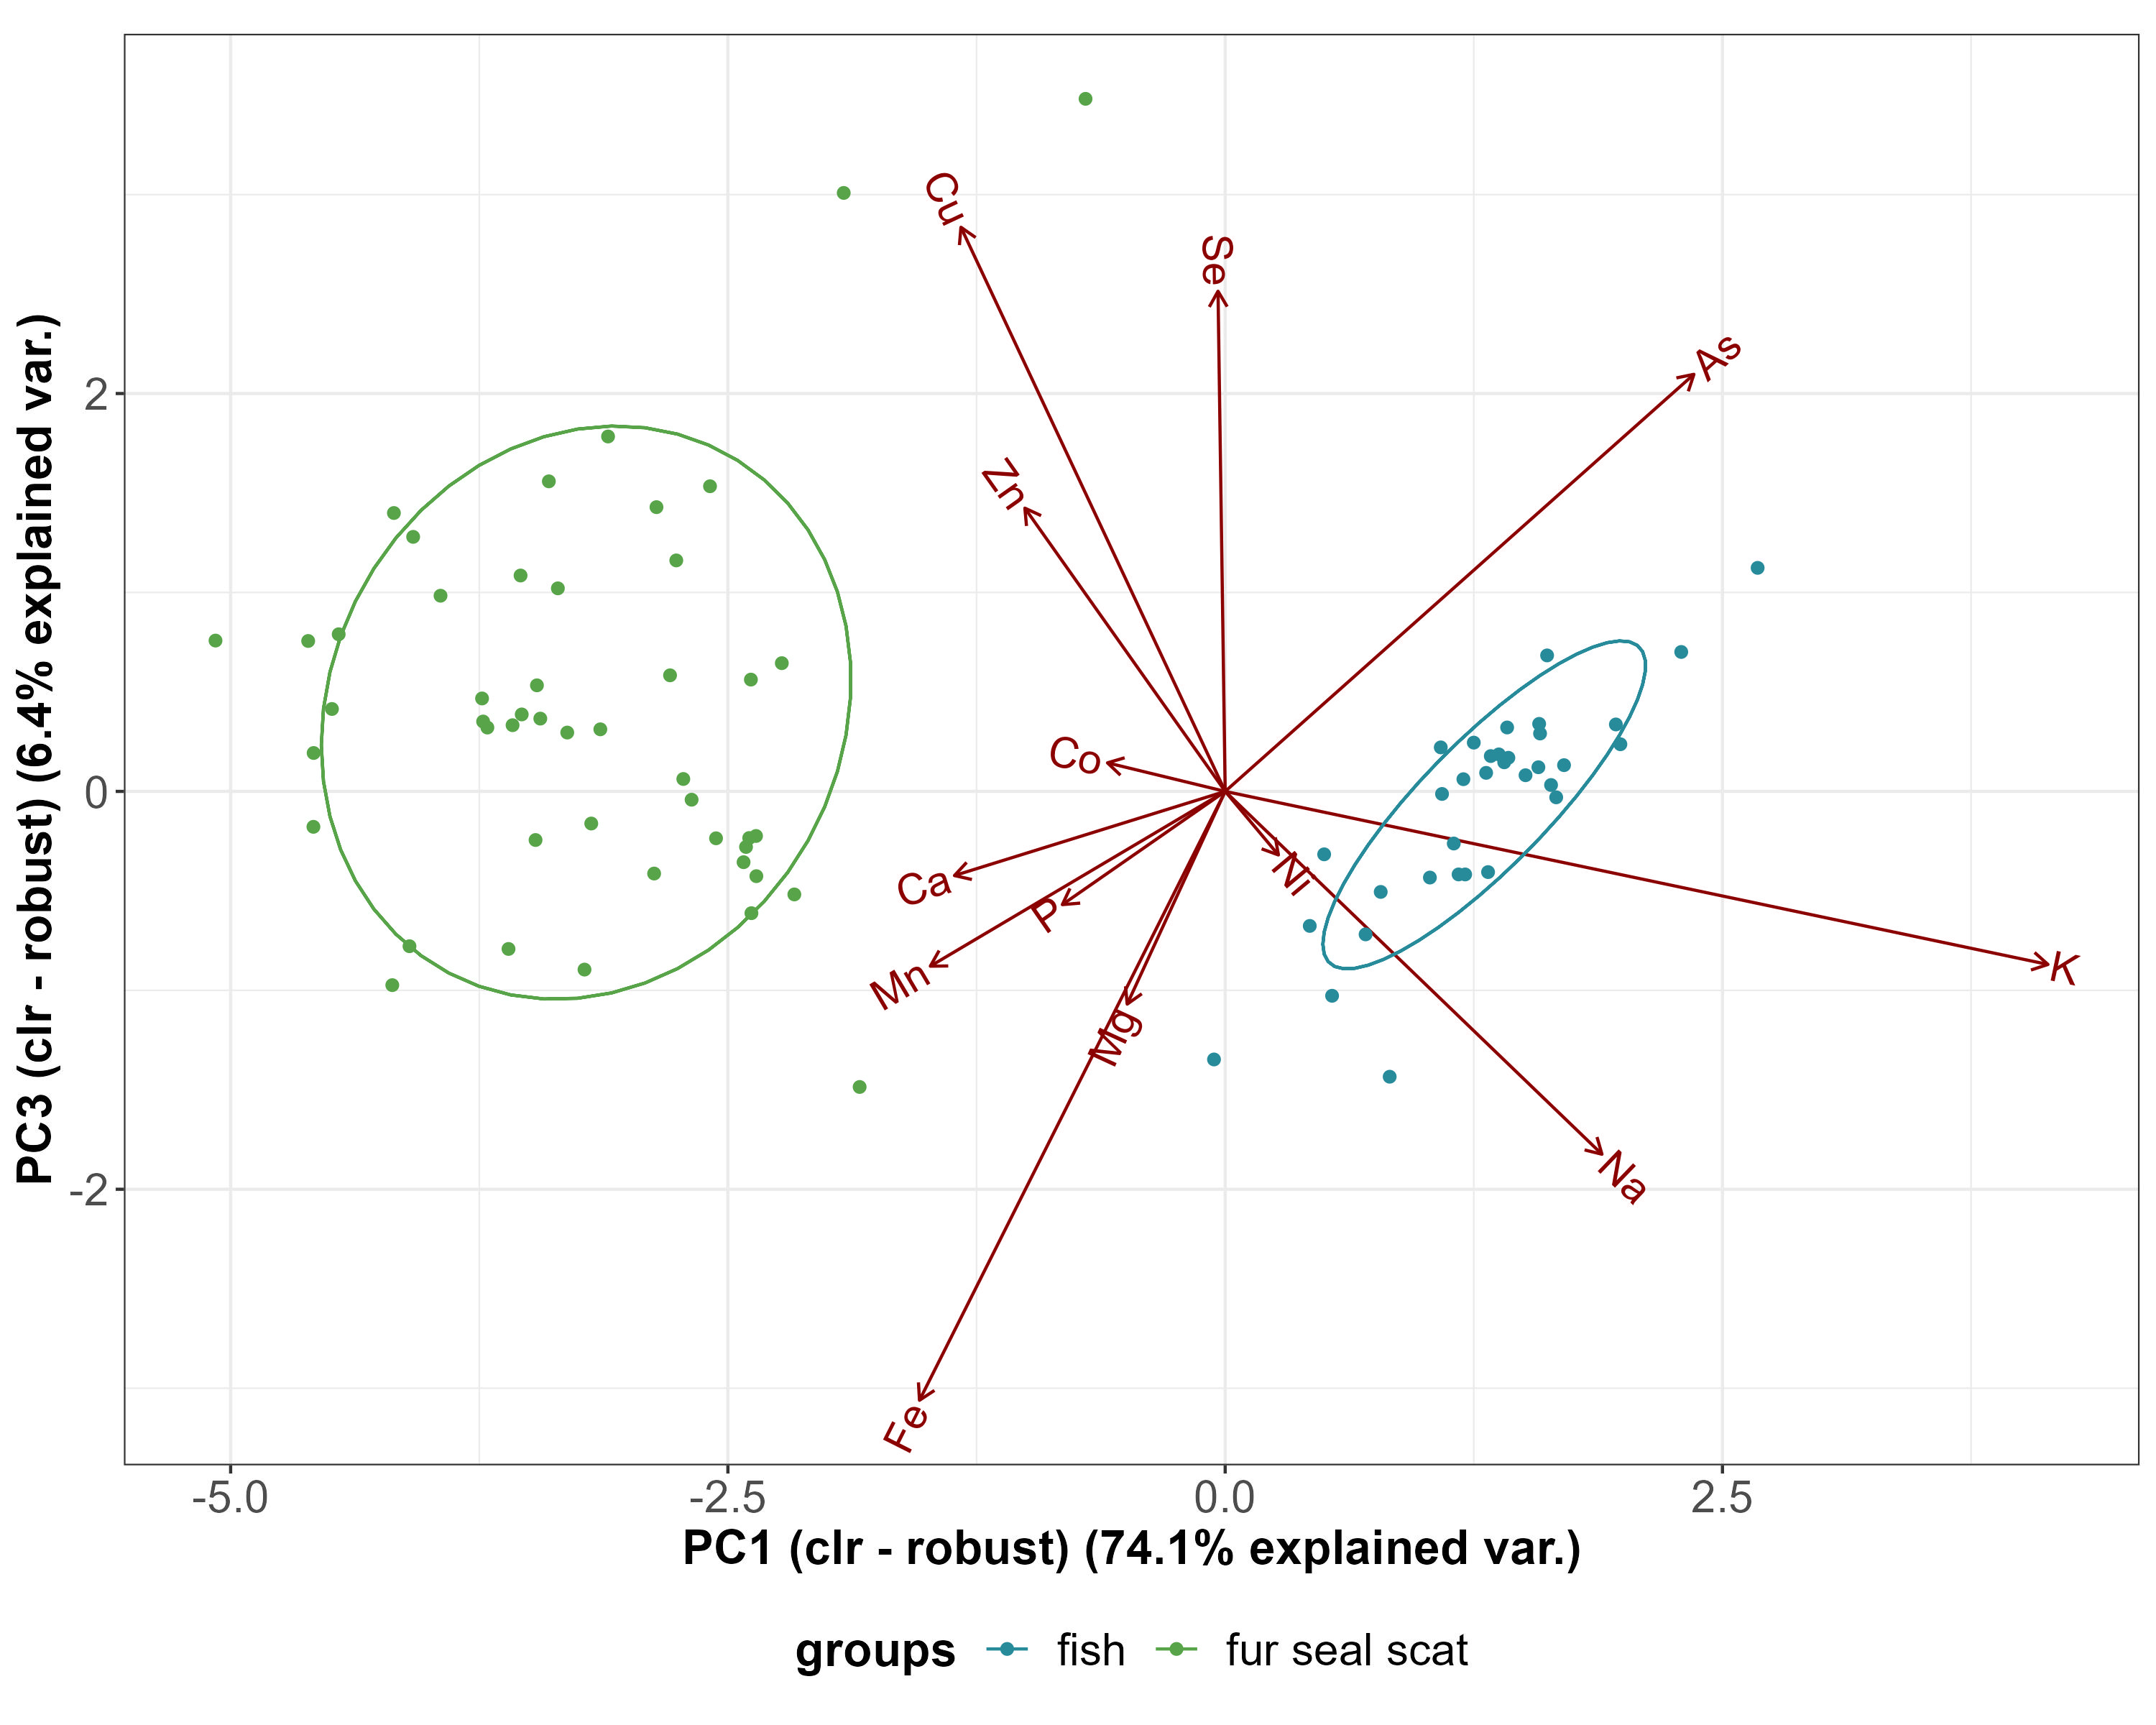 PC3 (clr - robust) (6.4% explained var.)
2
0
-2
Cu
Se
As
Zn
Co
Ni
Ca
P
K
Mn
Mg
Na
Fe
-5.0
-2.5
0.0
2.5
PC1 (clr - robust) (74.1% explained var.)
groups fish fur seal scat